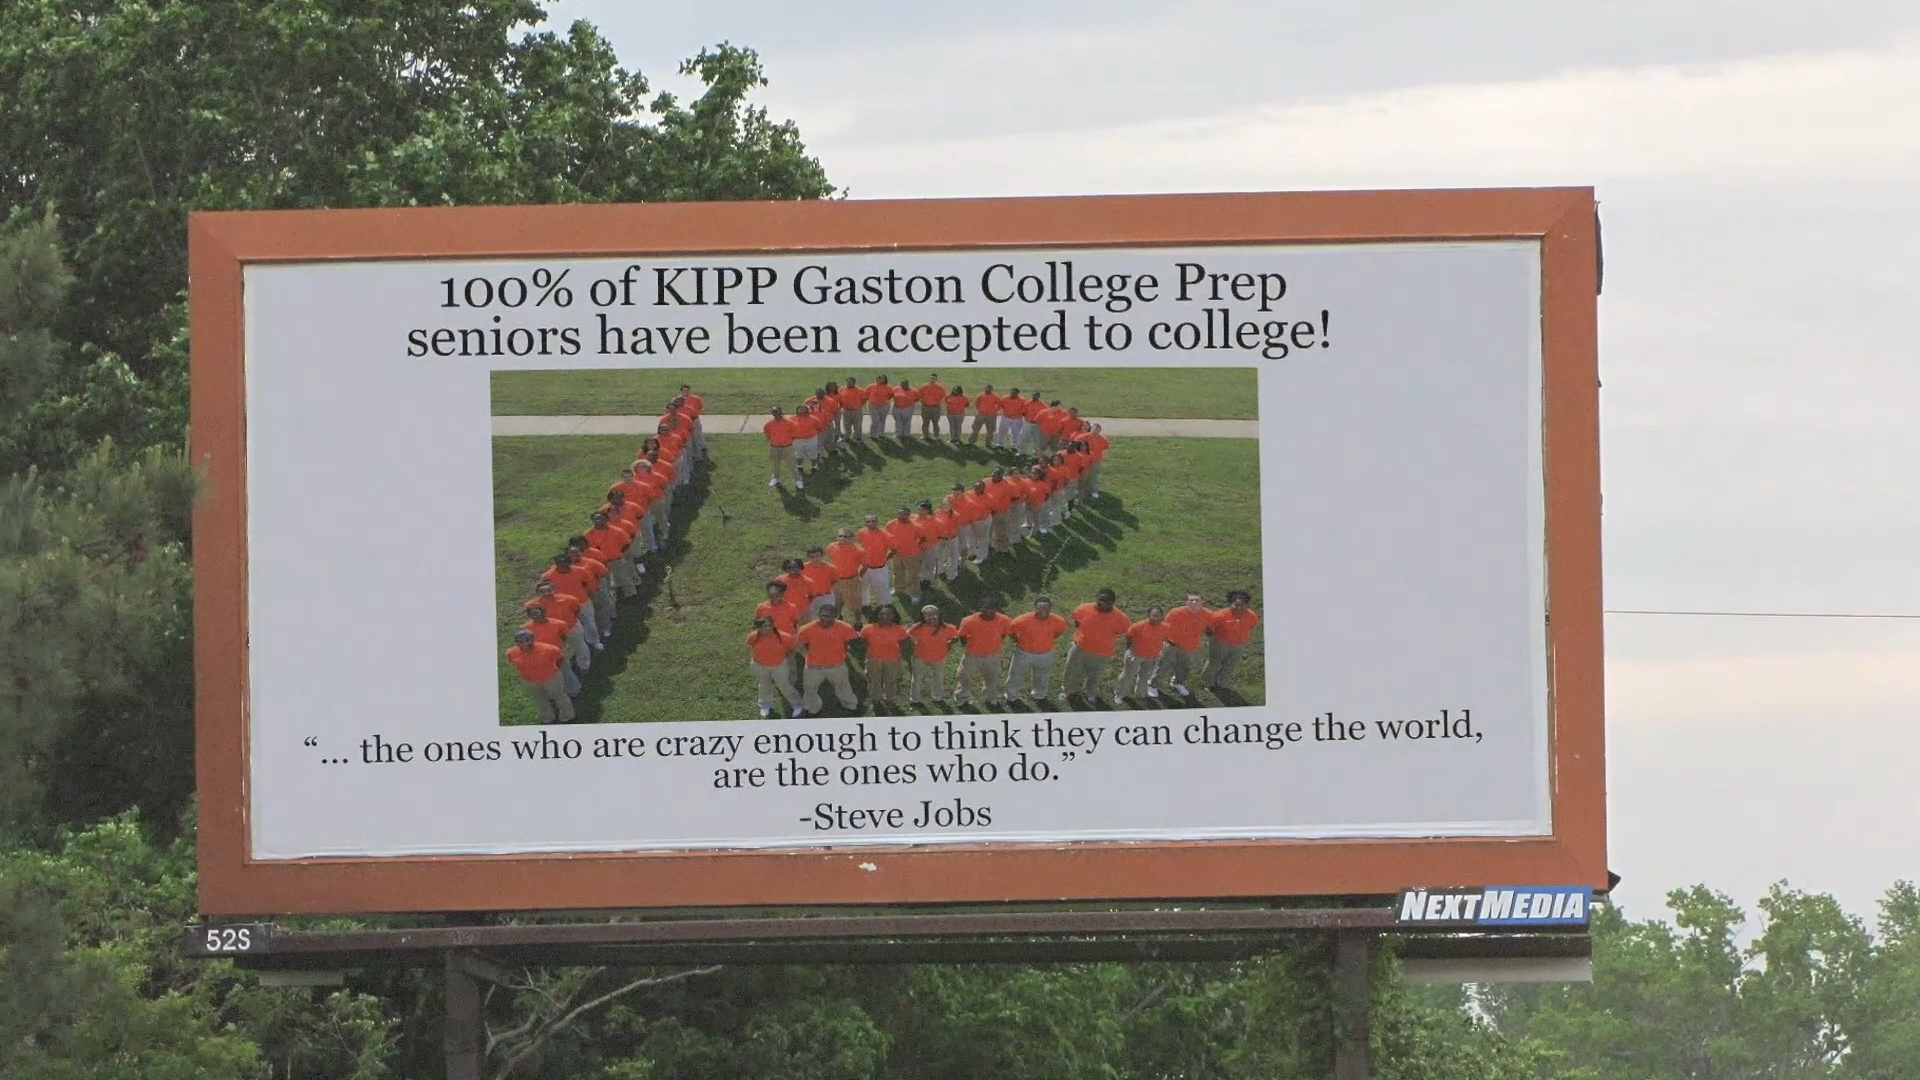 100% of KIPP Gaston College Prep
seniors have been accepted to college!
“... the ones who are crazy enough to think they can change the world,
are the ones who do.”
-Steve Jobs
NEXTMEDIA
52S